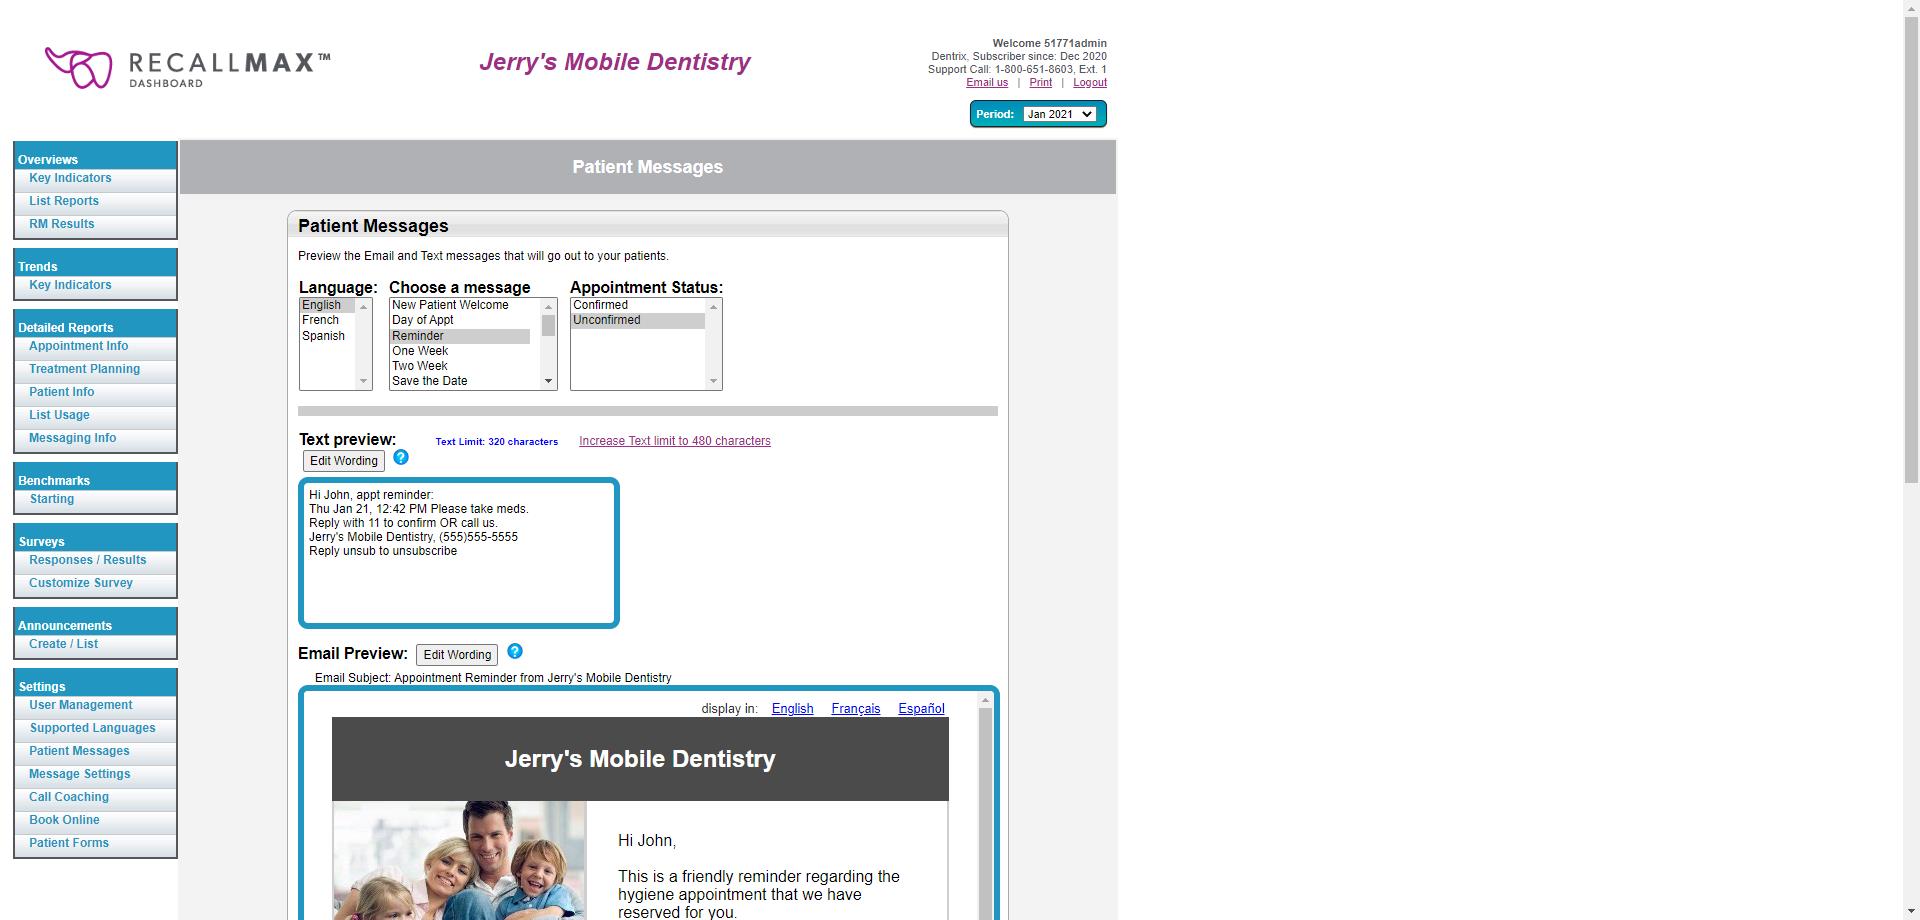 RECALLMAX™
DASHBOARD
Jerry's Mobile Dentistry
Welcome 51771admin
Dentrix, Subscriber since: Dec 2020
Support Call: 1-800-651-8603, Ext. 1
Email us | Print | Logout
Period: Jan 2021
Overviews
Key Indicators
List Reports
RM Results
Trends
Key Indicators
Detailed Reports
Appointment Info
Treatment Planning
Patient Info
List Usage
Messaging Info
Benchmarks
Starting
Surveys
Responses / Results
Customize Survey
Announcements
Create / List
Settings
User Management
Supported Languages
Patient Messages
Message Settings
Call Coaching
Book Online
Patient Forms
Patient Messages
Patient Messages
Preview the Email and Text messages that will go out to your patients.
Language:
English
French
Spanish
Choose a message
New Patient Welcome
Day of Appt
Reminder
One Week
Two Week
Save the Date
Appointment Status:
Confirmed
Unconfirmed
Text preview: Text Limit: 320 characters Increase Text limit to 480 characters
Edit Wording ?
Hi John, appt reminder:
Thu Jan 21, 12:42 PM Please take meds.
Reply with 11 to confirm OR call us.
Jerry's Mobile Dentistry, (555)555-5555
Reply unsub to unsubscribe
Email Preview: Edit Wording ?
Email Subject: Appointment Reminder from Jerry's Mobile Dentistry
display in: English Français Español
Jerry's Mobile Dentistry
Hi John,
This is a friendly reminder regarding the
hygiene appointment that we have
reserved for you.